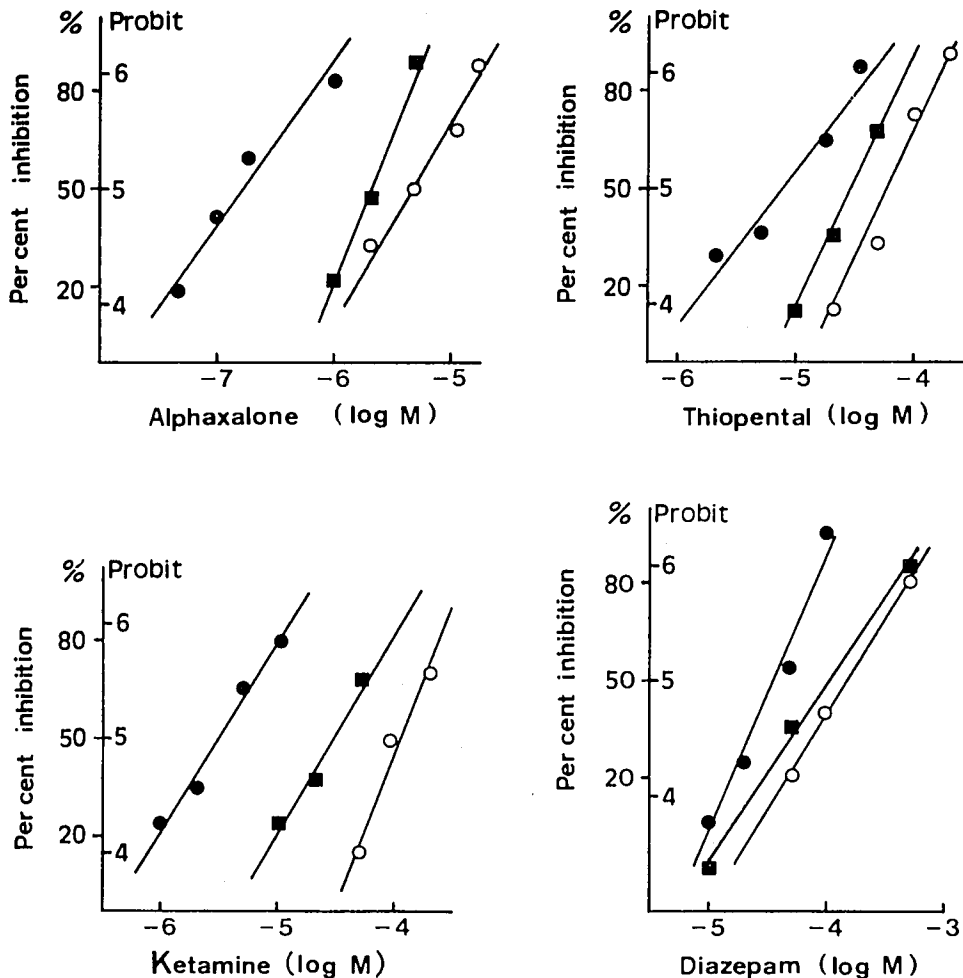 % Probit
Per cent inhibition
80
50
20
6
5
4
−7 −6 −5
Alphaxalone (log M)
% Probit
Per cent inhibition
80
50
20
6
5
4
−6 −5 −4
Thiopental (log M)
% Probit
Per cent inhibition
80
50
20
6
5
4
−6 −5 −4
Ketamine (log M)
% Probit
Per cent inhibition
80
50
20
6
5
4
−5 −4 −3
Diazepam (log M)